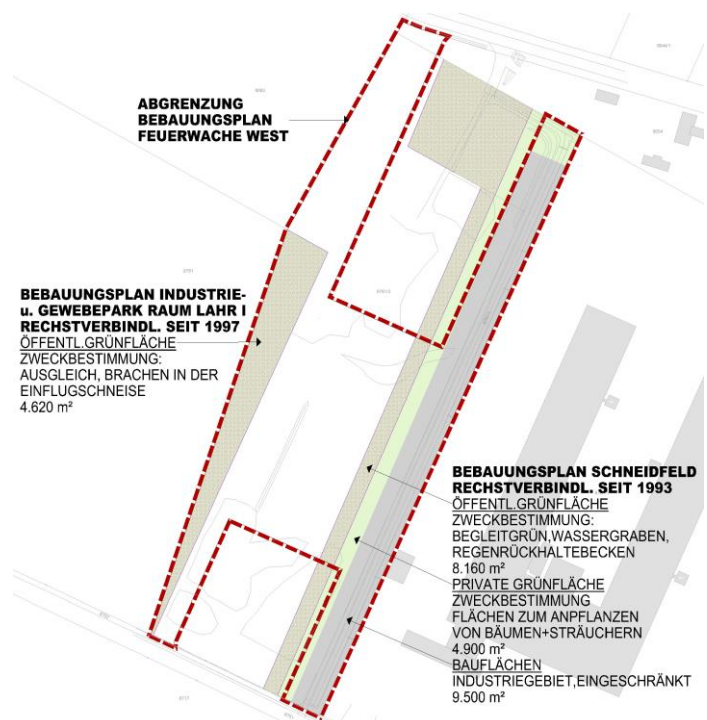 ABGRENZUNG
BEBAUUNGSPLAN
FEUERWACHE WEST
BEBAUUNGSPLAN INDUSTRIE-
u. GEWEBEPARK RAUM LAHR I
RECHSTVERBINDL. SEIT 1997
ÖFFENTL.GRÜNFLÄCHE
ZWECKBESTIMMUNG:
AUSGLEICH, BRACHEN IN DER
EINFLUGSCHNEISE
4.620 m²
BEBAUUNGSPLAN SCHNEIDFELD
RECHSTVERBINDL. SEIT 1993
ÖFFENTL.GRÜNFLÄCHE
ZWECKBESTIMMUNG:
BEGLEITGRÜN,WASSERGRABEN,
REGENRÜCKHALTEBECKEN
8.160 m²
PRIVATE GRÜNFLÄCHE
ZWECKBESTIMMUNG
FLÄCHEN ZUM ANPFLANZEN
VON BÄUMEN+STRÄUCHERN
4.900 m²
BAUFLÄCHEN
INDUSTRIEGEBIET,EINGESCHRÄNKT
9.500 m²